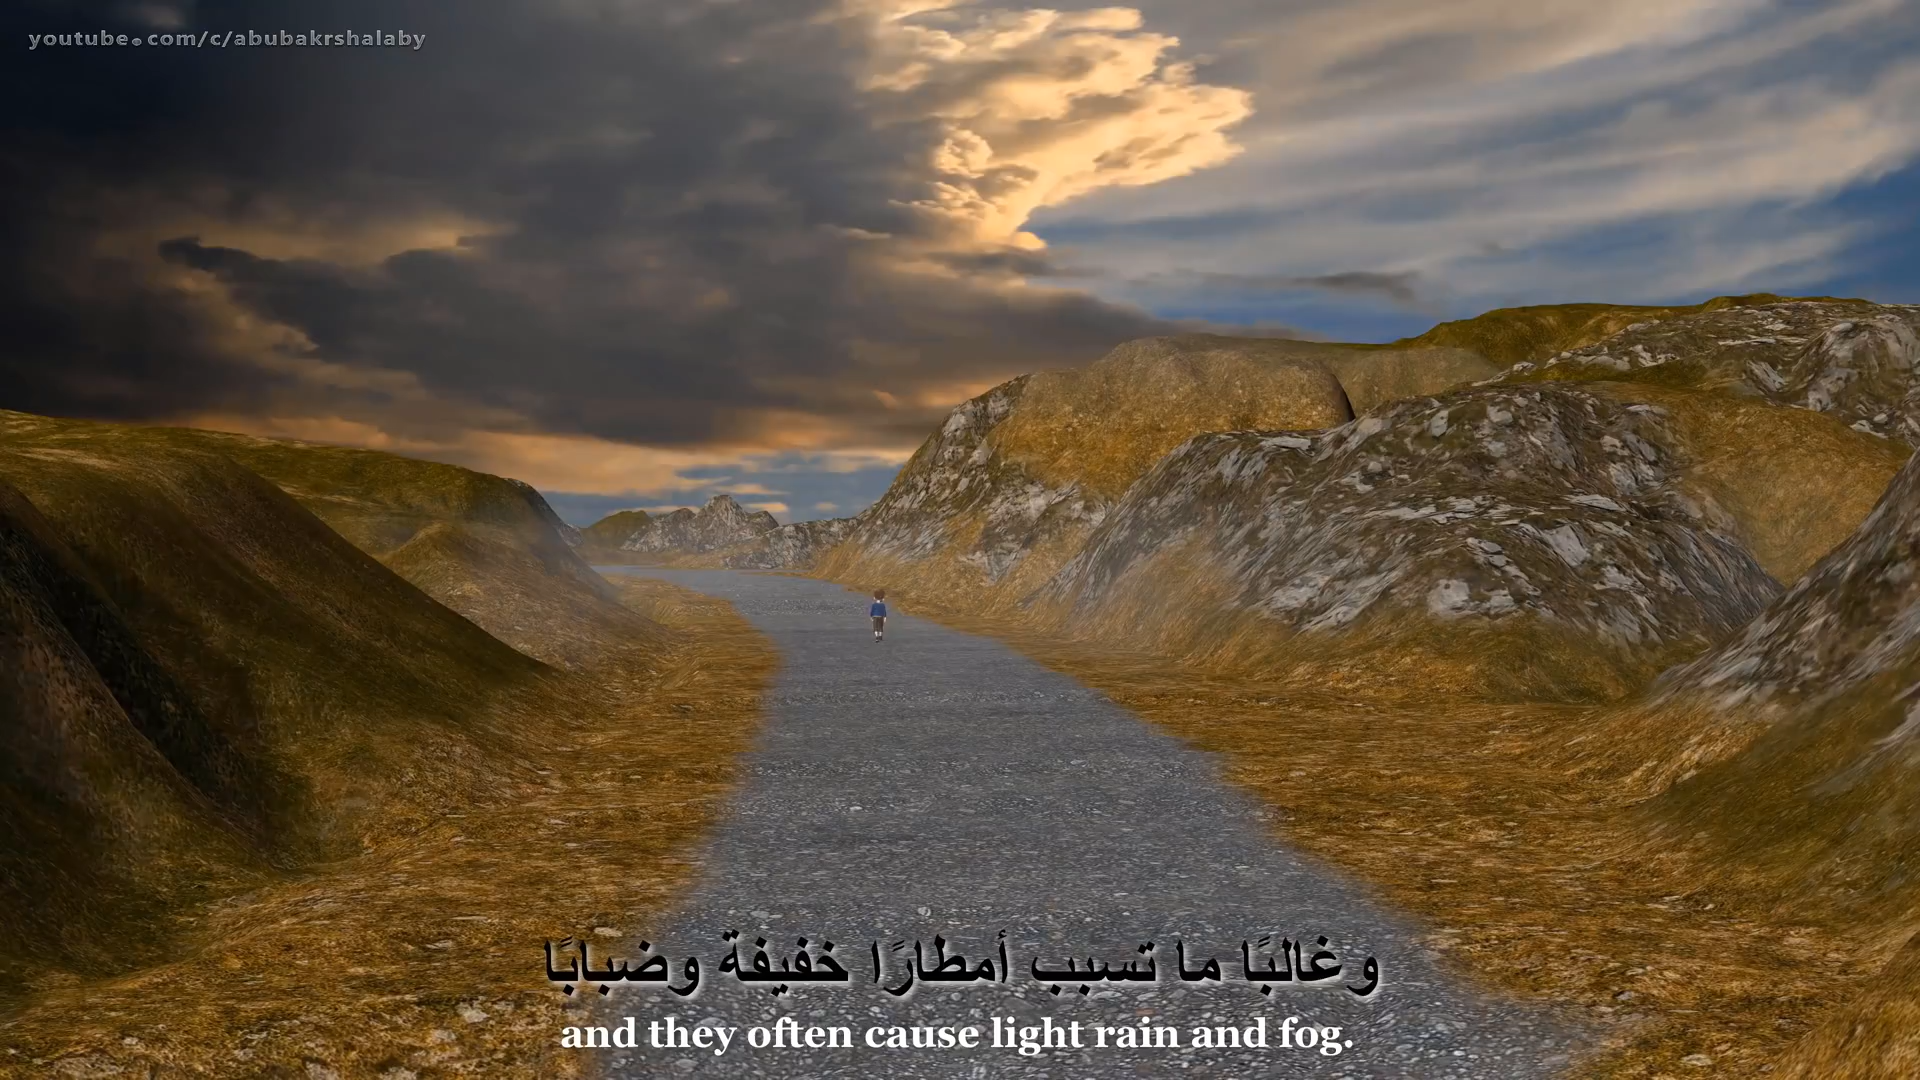 youtube.com/c/abubakrshalaby
وغالبًا ما تسبب أمطارًا خفيفة وضبابًا
and they often cause light rain and fog.